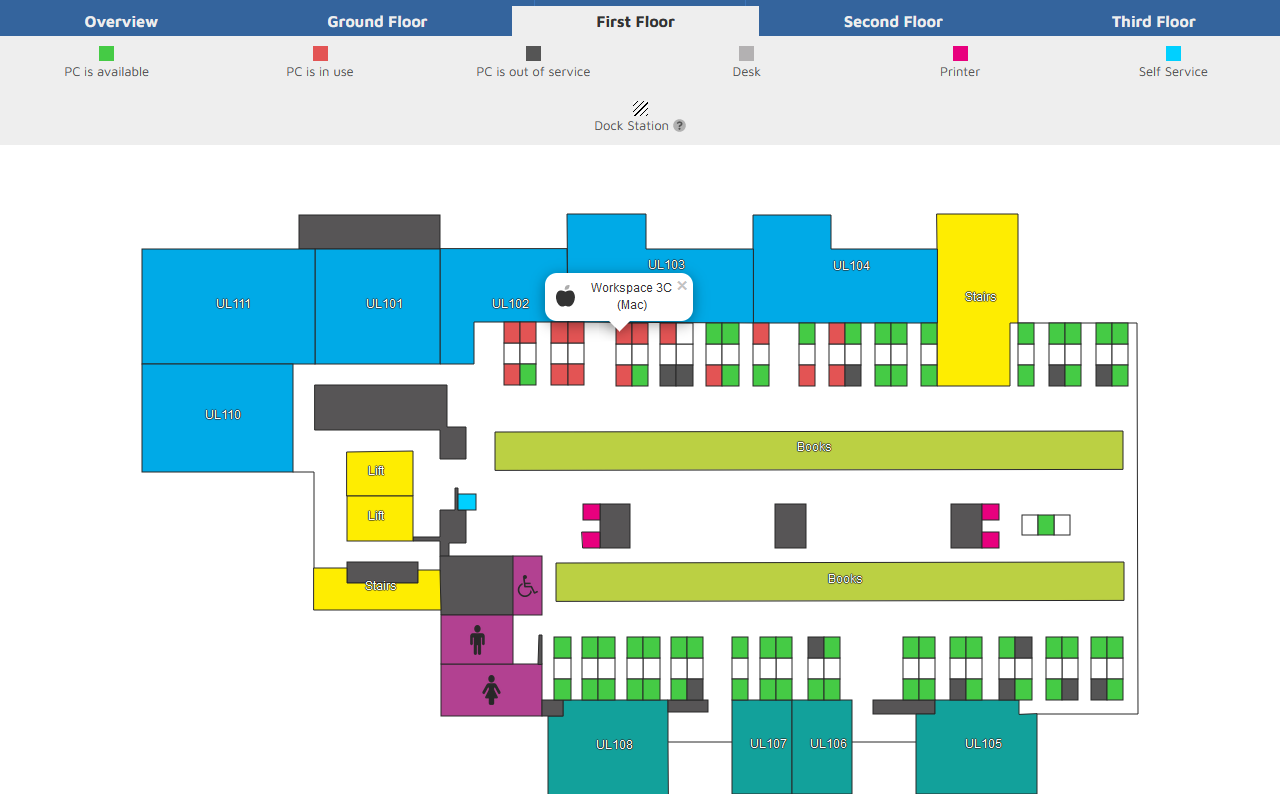 Overview
Ground Floor
First Floor
Second Floor
Third Floor
PC is available
PC is in use
PC is out of service
Desk
Printer
Self Service
Dock Station ?
UL103
UL104
Workspace 3C ×
(Mac)
UL111
UL101
UL102
Stairs
UL110
Books
Lift
Lift
Books
Stairs
UL108
UL107
UL106
UL105